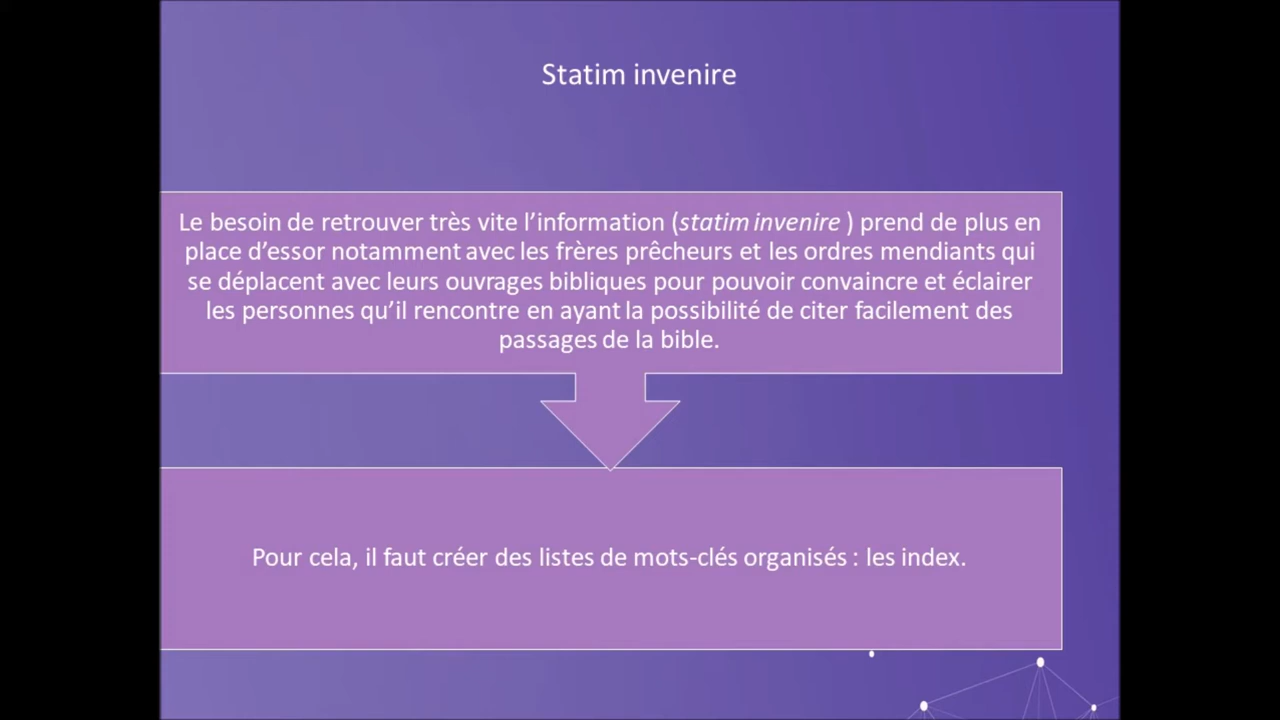 Statim invenire
Le besoin de retrouver très vite l’information (statim invenire ) prend de plus en
place d’essor notamment avec les frères prêcheurs et les ordres mendiants qui
se déplacent avec leurs ouvrages bibliques pour pouvoir convaincre et éclairer
les personnes qu’il rencontre en ayant la possibilité de citer facilement des
passages de la bible.
Pour cela, il faut créer des listes de mots-clés organisés : les index.